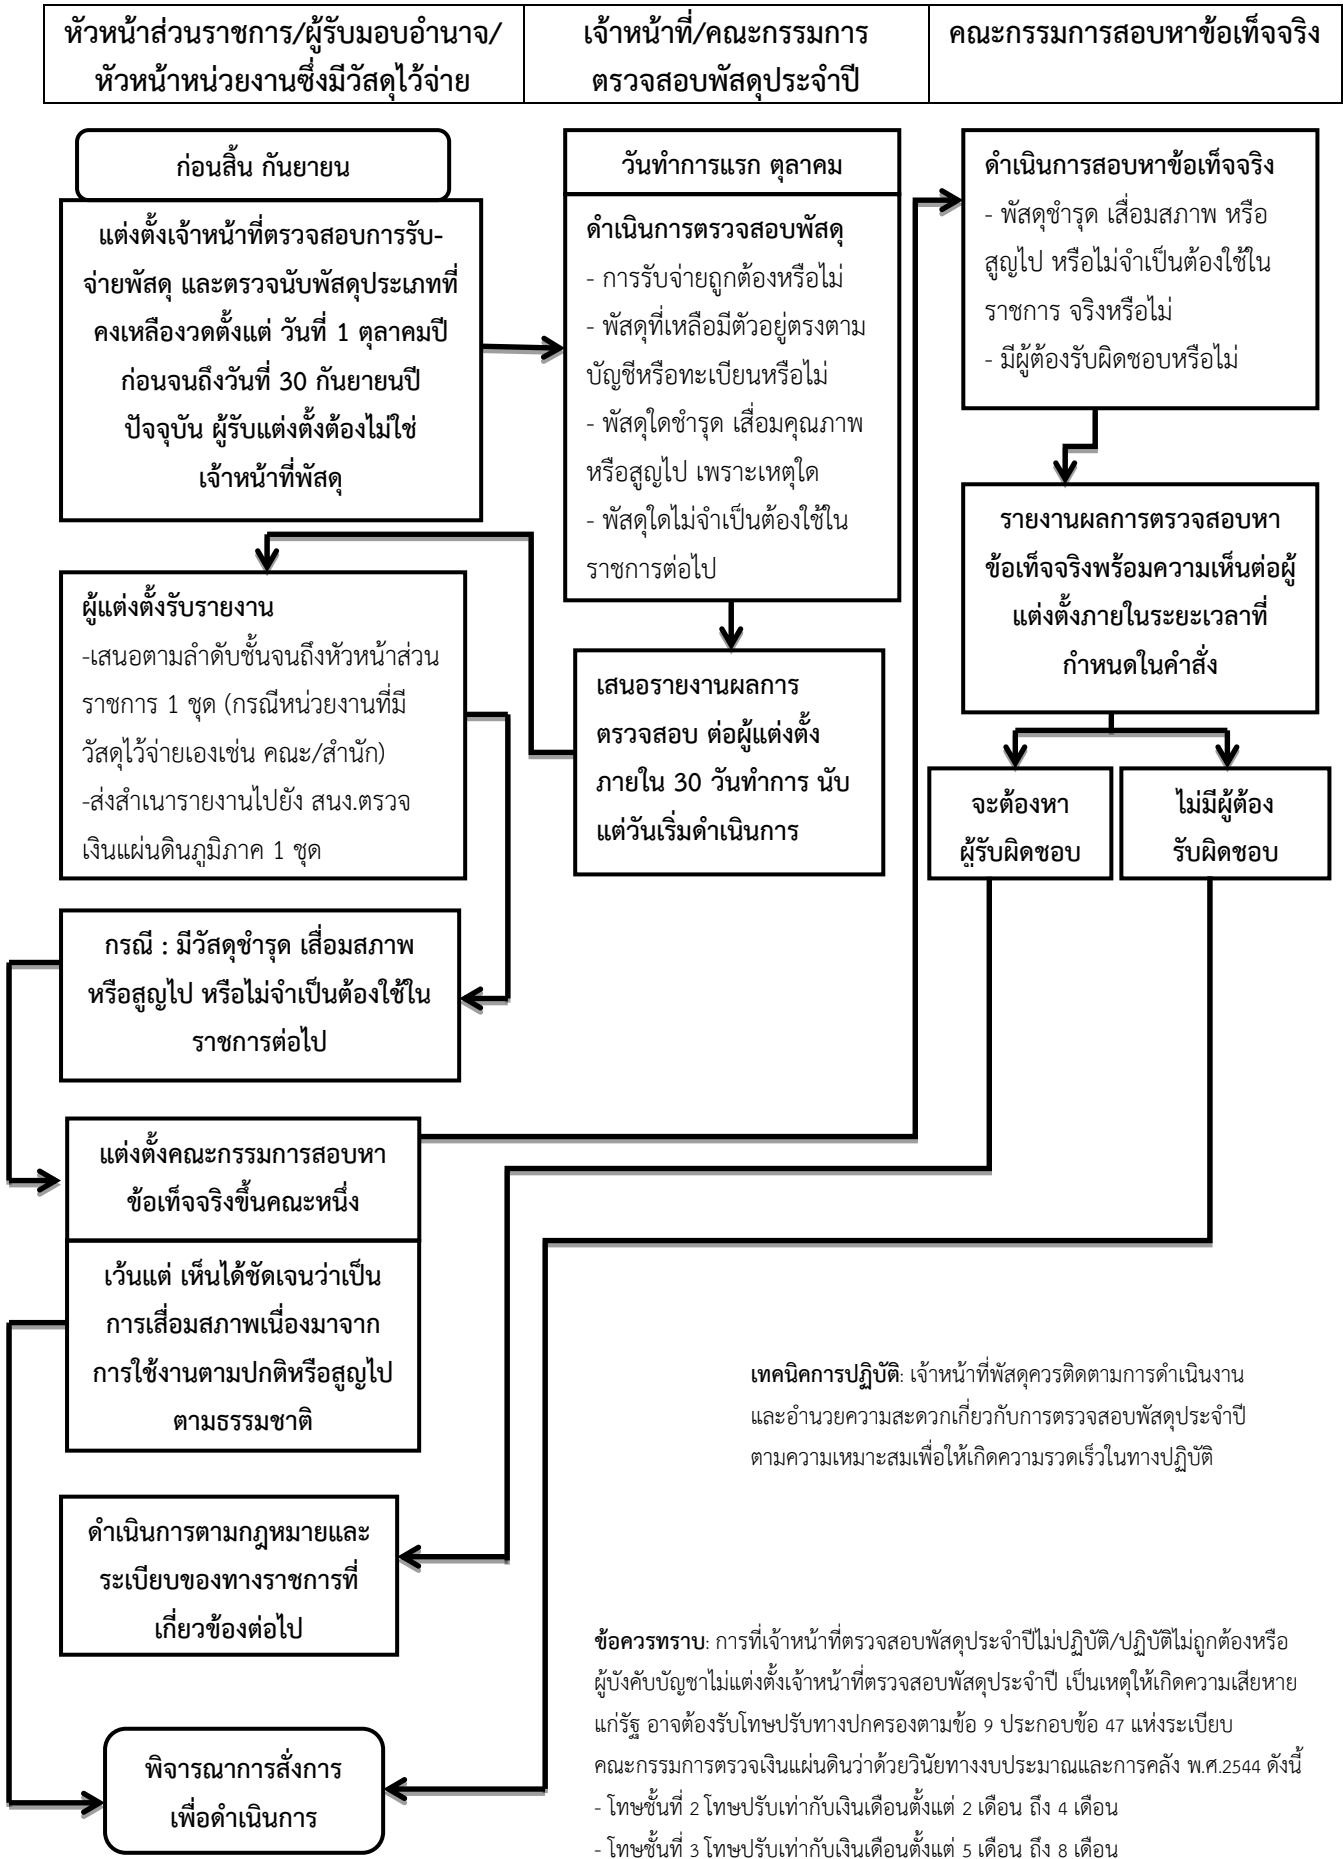 หัวหน้าส่วนราชการ/ผู้รับมอบอำนาจ/
หัวหน้าหน่วยงานซึ่งมีวัสดุไว้จ่าย
เจ้าหน้าที่/คณะกรรมการ
ตรวจสอบพัสดุประจำปี
คณะกรรมการสอบหาข้อเท็จจริง
ก่อนสิ้น กันยายน
แต่งตั้งเจ้าหน้าที่ตรวจสอบการรับ-
จ่ายพัสดุ และตรวจนับพัสดุประเภทที่
คงเหลืองวดตั้งแต่ วันที่ 1 ตุลาคมปี
ก่อนจนถึงวันที่ 30 กันยายนปี
ปัจจุบัน ผู้รับแต่งตั้งต้องไม่ใช่
เจ้าหน้าที่พัสดุ
วันทำการแรก ตุลาคม
ดำเนินการตรวจสอบพัสดุ
- การรับจ่ายถูกต้องหรือไม่
- พัสดุที่เหลือมีตัวอยู่ตรงตาม
บัญชีหรือทะเบียนหรือไม่
- พัสดุใดชำรุด เสื่อมคุณภาพ
หรือสูญไป เพราะเหตุใด
- พัสดุใดไม่จำเป็นต้องใช้ใน
ราชการต่อไป
ดำเนินการสอบหาข้อเท็จจริง
- พัสดุชำรุด เสื่อมสภาพ หรือ
สูญไป หรือไม่จำเป็นต้องใช้ใน
ราชการ จริงหรือไม่
- มีผู้ต้องรับผิดชอบหรือไม่
รายงานผลการตรวจสอบหา
ข้อเท็จจริงพร้อมความเห็นต่อผู้
แต่งตั้งภายในระยะเวลาที่
กำหนดในคำสั่ง
ผู้แต่งตั้งรับรายงาน
-เสนอตามลำดับชั้นจนถึงหัวหน้าส่วน
ราชการ 1 ชุด (กรณีหน่วยงานที่มี
วัสดุไว้จ่ายเองเช่น คณะ/สำนัก)
-ส่งสำเนารายงานไปยัง สนง.ตรวจ
เงินแผ่นดินภูมิภาค 1 ชุด
เสนอรายงานผลการ
ตรวจสอบ ต่อผู้แต่งตั้ง
ภายใน 30 วันทำการ นับ
แต่วันเริ่มดำเนินการ
จะต้องหา
ผู้รับผิดชอบ
ไม่มีผู้ต้อง
รับผิดชอบ
กรณี : มีวัสดุชำรุด เสื่อมสภาพ
หรือสูญไป หรือไม่จำเป็นต้องใช้ใน
ราชการต่อไป
แต่งตั้งคณะกรรมการสอบหา
ข้อเท็จจริงขึ้นคณะหนึ่ง
เว้นแต่ เห็นได้ชัดเจนว่าเป็น
การเสื่อมสภาพเนื่องมาจาก
การใช้งานตามปกติหรือสูญไป
ตามธรรมชาติ
เทคนิคการปฏิบัติ: เจ้าหน้าที่พัสดุควรติดตามการดำเนินงาน
และอำนวยความสะดวกเกี่ยวกับการตรวจสอบพัสดุประจำปี
ตามความเหมาะสมเพื่อให้เกิดความรวดเร็วในทางปฏิบัติ
ดำเนินการตามกฎหมายและ
ระเบียบของทางราชการที่
เกี่ยวข้องต่อไป
ข้อควรทราบ: การที่เจ้าหน้าที่ตรวจสอบพัสดุประจำปีไม่ปฏิบัติ/ปฏิบัติไม่ถูกต้องหรือ
ผู้บังคับบัญชาไม่แต่งตั้งเจ้าหน้าที่ตรวจสอบพัสดุประจำปี เป็นเหตุให้เกิดความเสียหาย
แก่รัฐ อาจต้องรับโทษปรับทางปกครองตามข้อ 9 ประกอบข้อ 47 แห่งระเบียบ
คณะกรรมการตรวจเงินแผ่นดินว่าด้วยวินัยทางงบประมาณและการคลัง พ.ศ.2544 ดังนี้
- โทษชั้นที่ 2 โทษปรับเท่ากับเงินเดือนตั้งแต่ 2 เดือน ถึง 4 เดือน
- โทษชั้นที่ 3 โทษปรับเท่ากับเงินเดือนตั้งแต่ 5 เดือน ถึง 8 เดือน
พิจารณาการสั่งการ
เพื่อดำเนินการ